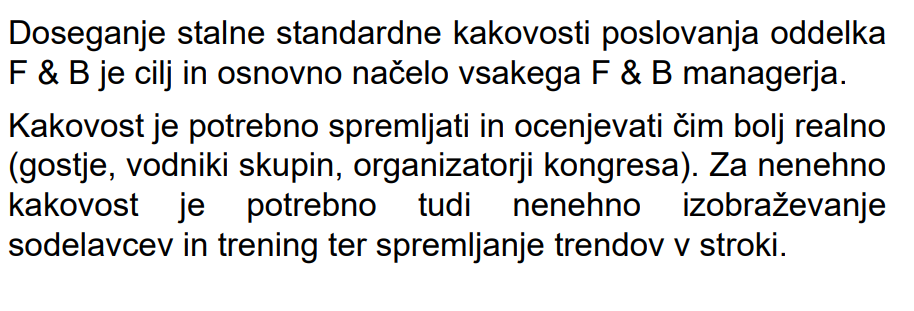 Doseganje stalne standardne kakovosti poslovanja oddelka
F & B je cilj in osnovno načelo vsakega F & B managerja.
Kakovost je potrebno spremljati in ocenjevati čim bolj realno
(gostje, vodniki skupin, organizatorji kongresa). Za nenehno
kakovost je potrebno tudi nenehno izobraževanje
sodelavcev in trening ter spremljanje trendov v stroki.